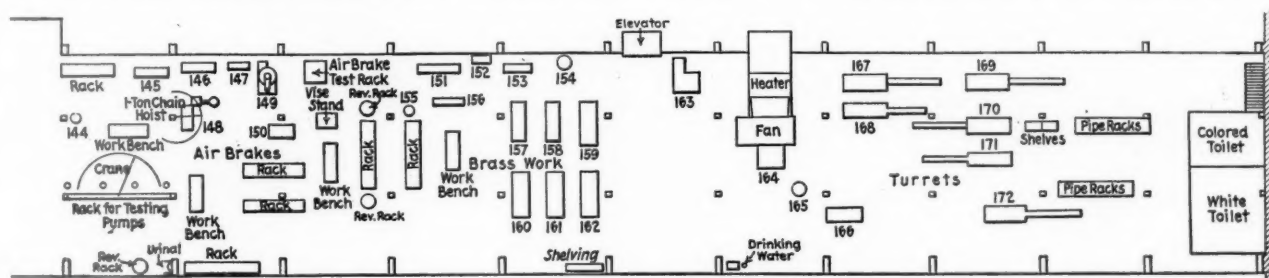 Elevator
Rack
145
146
147
149
Air Brake
Test Rack
151
152
153
154
163
Heater
167
169
1-Ton Chain
Hoist
148
144
Work Bench
150
Vise
Stand
Rev. Rack
155
156
Rack
Rack
157
158
159
Fan
168
170
Shelves
Pipe Racks
Colored
Toilet
Air Brakes
Rack
Work
Bench
Brass Work
164
171
Turrets
Crane
Rack for Testing
Pumps
Work
Bench
Rack
Work
Bench
Rev. Rack
160
161
162
165
166
172
Pipe Racks
White
Toilet
Rev.
Rack
Urinal
Rack
Shelving
Drinking
Water